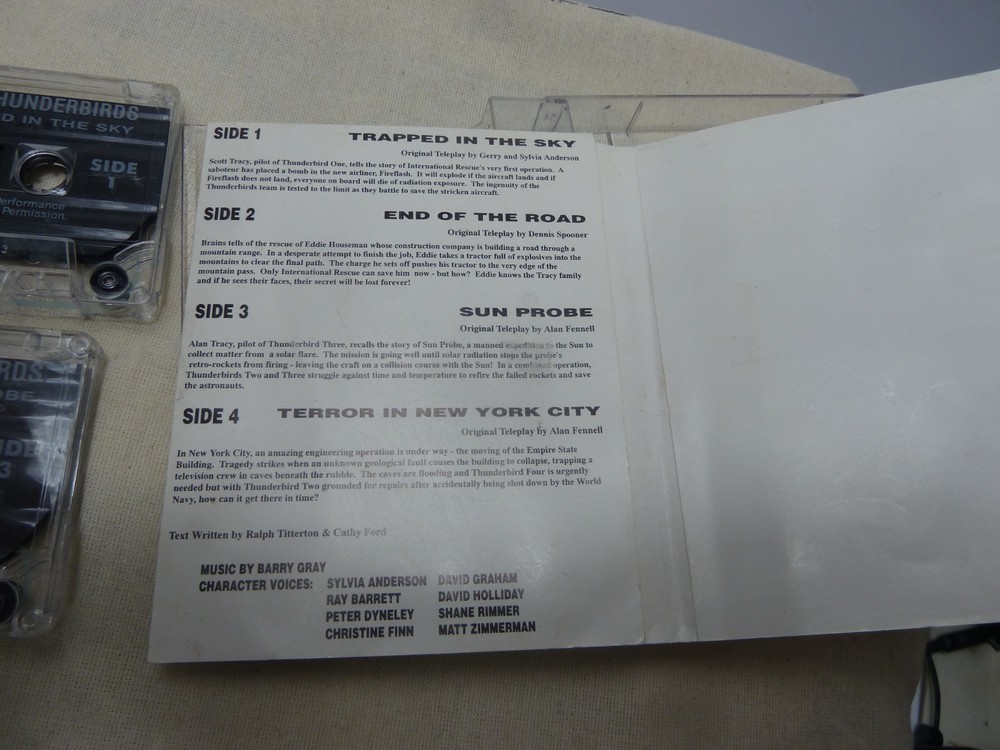 HUNDERBIRDS
D IN THE SKY
SIDE
1
erformance
Permission.
3
BIRDS
OBE
3
SIDE 1 TRAPPED IN THE SKY
Original Teleplay by Gerry and Sylvia Anderson
Scott Tracy, pilot of Thunderbird One, tells the story of International Rescue's very first operation. A
saboteur has placed a bomb in the new airliner, Fireflash. It will explode if the aircraft lands and if
Fireflash does not land, everyone on board will die of radiation exposure. The ingenuity of the
Thunderbirds team is tested to the limit as they battle to save the stricken aircraft.
SIDE 2 END OF THE ROAD
Original Teleplay by Dennis Spooner
Brains tells of the rescue of Eddie Houseman whose construction company is building a road through a
mountain range. In a desperate attempt to finish the job, Eddie takes a tractor full of explosives into the
mountains to clear the final path. The charge he sets off pushes his tractor to the very edge of the
mountain pass. Only International Rescue can save him now - but how? Eddie knows the Tracy family
and if he sees their faces, their secret will be lost forever!
SIDE 3 SUN PROBE
Original Teleplay by Alan Fennell
Alan Tracy, pilot of Thunderbird Three, recalls the story of Sun Probe, a manned expedition to the Sun to
collect matter from a solar flare. The mission is going well until solar radiation stops the probe's
retro-rockets from firing - leaving the craft on a collision course with the Sun! In a combined operation,
Thunderbirds Two and Three struggle against time and temperature to refire the failed rockets and save
the astronauts.
SIDE 4 TERROR IN NEW YORK CITY
Original Teleplay by Alan Fennell
In New York City, an amazing engineering operation is under way - the moving of the Empire State
Building. Tragedy strikes when an unknown geological fault causes the building to collapse, trapping a
television crew in caves beneath the rubble. The caves are flooding and Thunderbird Four is urgently
needed but with Thunderbird Two grounded for repairs after accidentally being shot down by the World
Navy, how can it get there in time?
Text Written by Ralph Titterton & Cathy Ford
MUSIC BY BARRY GRAY
CHARACTER VOICES: SYLVIA ANDERSON DAVID GRAHAM
RAY BARRETT DAVID HOLLIDAY
PETER DYNELEY SHANE RIMMER
CHRISTINE FINN MATT ZIMMERMAN